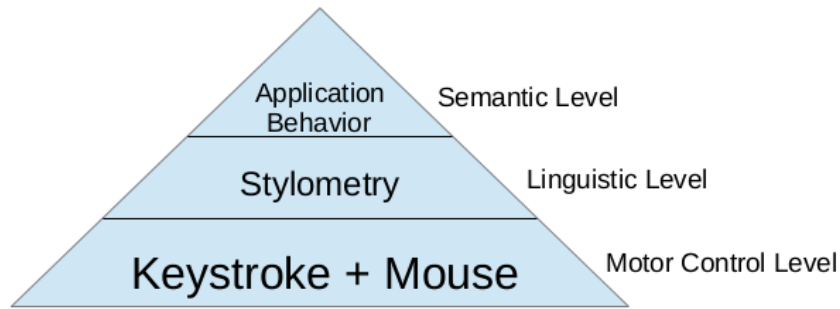 Application
Behavior
Semantic Level
Stylometry
Linguistic Level
Keystroke + Mouse
Motor Control Level